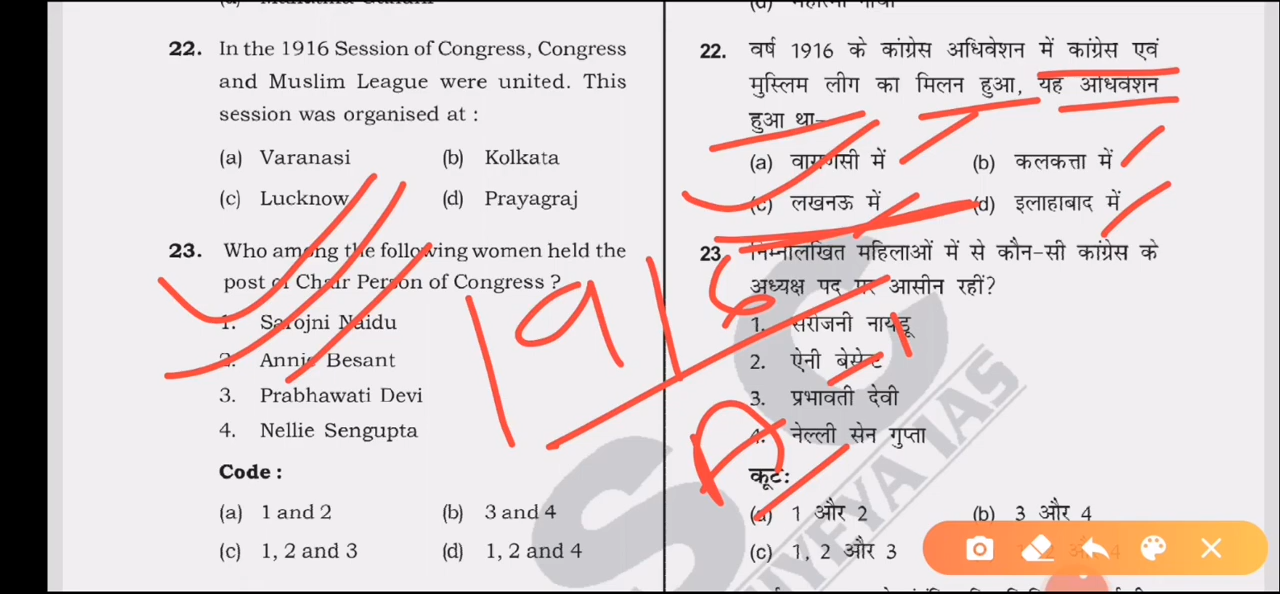 22. In the 1916 Session of Congress, Congress
and Muslim League were united. This
session was organised at :
(a) Varanasi (b) Kolkata
(c) Lucknow (d) Prayagraj
23. Who among the following women held the
post of Chair Person of Congress ?
1. Sarojni Naidu
2. Annie Besant
3. Prabhawati Devi
4. Nellie Sengupta
Code :
(a) 1 and 2 (b) 3 and 4
(c) 1, 2 and 3 (d) 1, 2 and 4
22. वर्ष 1916 के कांग्रेस अधिवेशन में कांग्रेस एवं
मुस्लिम लीग का मिलन हुआ, यह अधिवेशन
हुआ था–
(a) वाराणसी में (b) कलकत्ता में
(c) लखनऊ में (d) इलाहाबाद में
23. निम्नलिखित महिलाओं में से कौन-सी कांग्रेस के
अध्यक्ष पद पर आसीन रहीं?
1. सरोजनी नायडू
2. ऐनी बेसेन्ट
3. प्रभावती देवी
4. नेल्ली सेन गुप्ता
कूटः
(a) 1 और 2 (b) 3 और 4
(c) 1, 2 और 3
1916
A